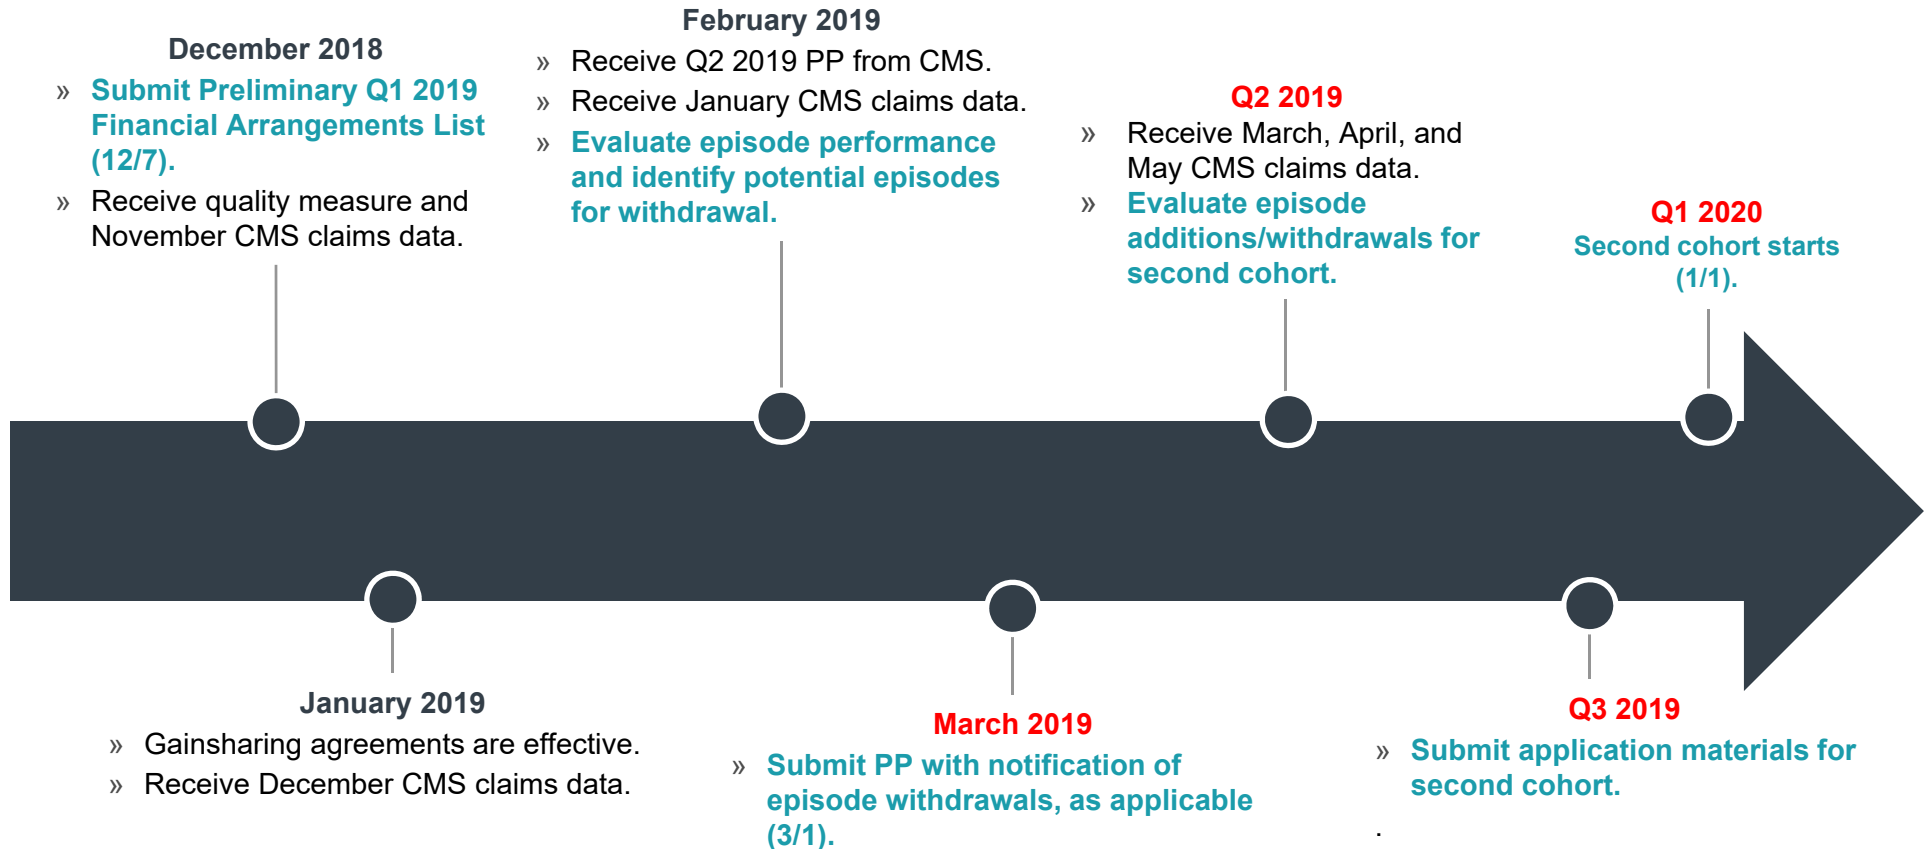 December 2018
» Submit Preliminary Q1 2019
Financial Arrangements List
(12/7).
» Receive quality measure and
November CMS claims data.
February 2019
» Receive Q2 2019 PP from CMS.
» Receive January CMS claims data.
» Evaluate episode performance
and identify potential episodes
for withdrawal.
Q2 2019
» Receive March, April, and
May CMS claims data.
» Evaluate episode
additions/withdrawals for
second cohort.
Q1 2020
Second cohort starts
(1/1).
January 2019
» Gainsharing agreements are effective.
» Receive December CMS claims data.
March 2019
» Submit PP with notification of
episode withdrawals, as applicable
(3/1).
Q3 2019
» Submit application materials for
second cohort.
.